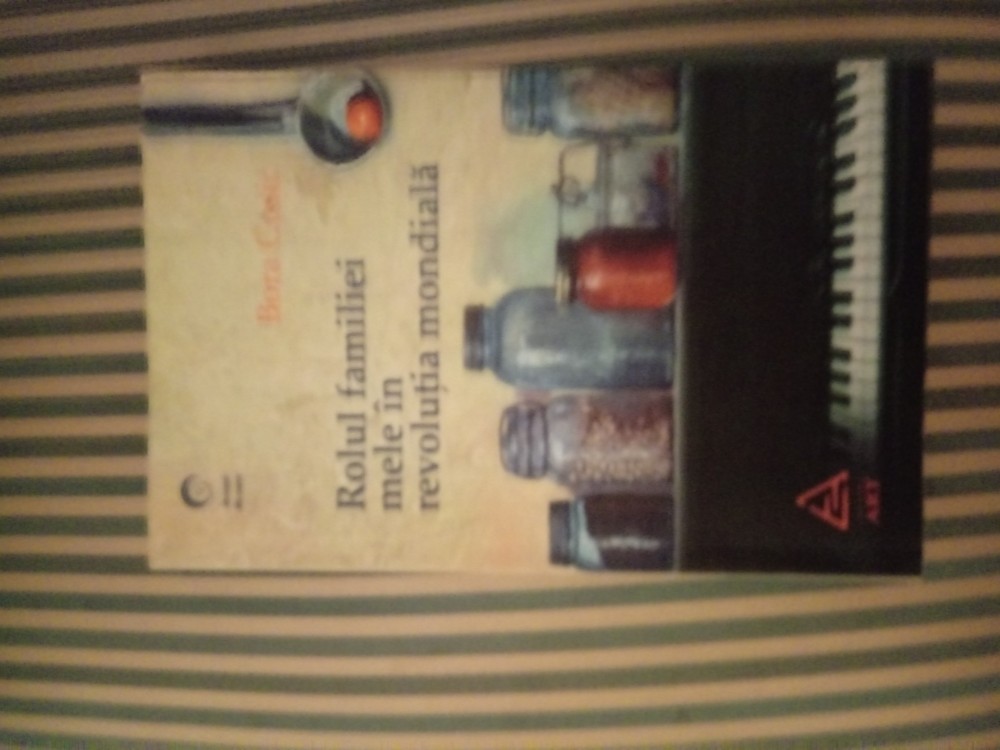 Bora Ćosić
Rolul familiei
mele în
revoluția mondială
ART